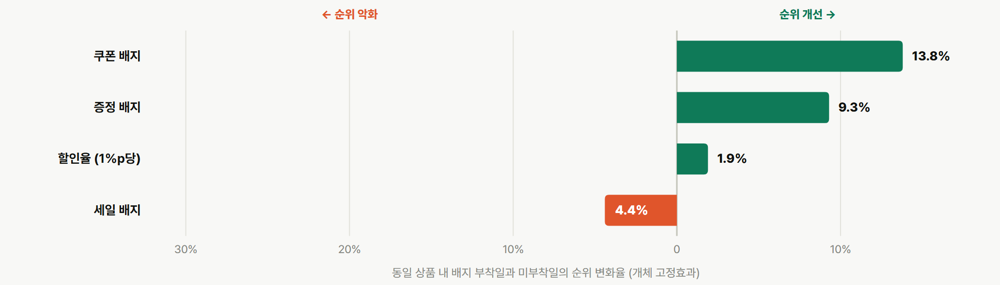 ← 순위 악화
순위 개선 →
쿠폰 배지
13.8%
증정 배지
9.3%
할인율 (1%p당)
1.9%
세일 배지
4.4%
30%
20%
10%
0
10%
동일 상품 내 배지 부착일과 미부착일의 순위 변화율 (개체 고정효과)